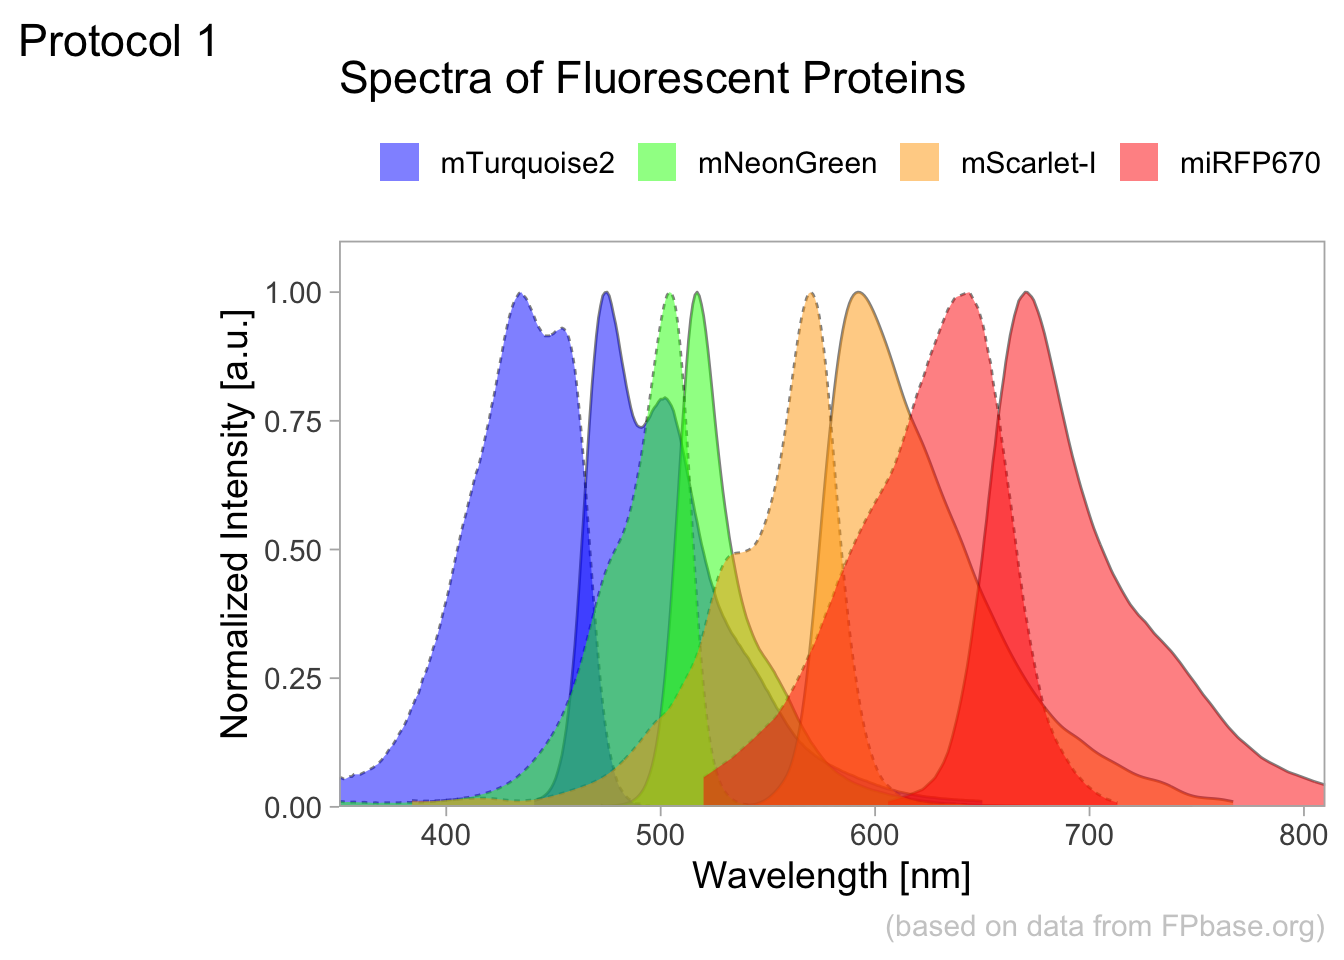 Protocol 1
Spectra of Fluorescent Proteins
mTurquoise2 mNeonGreen mScarlet-I miRFP670
Normalized Intensity [a.u.]
1.00
0.75
0.50
0.25
0.00
400 500 600 700 800
Wavelength [nm]
(based on data from FPbase.org)